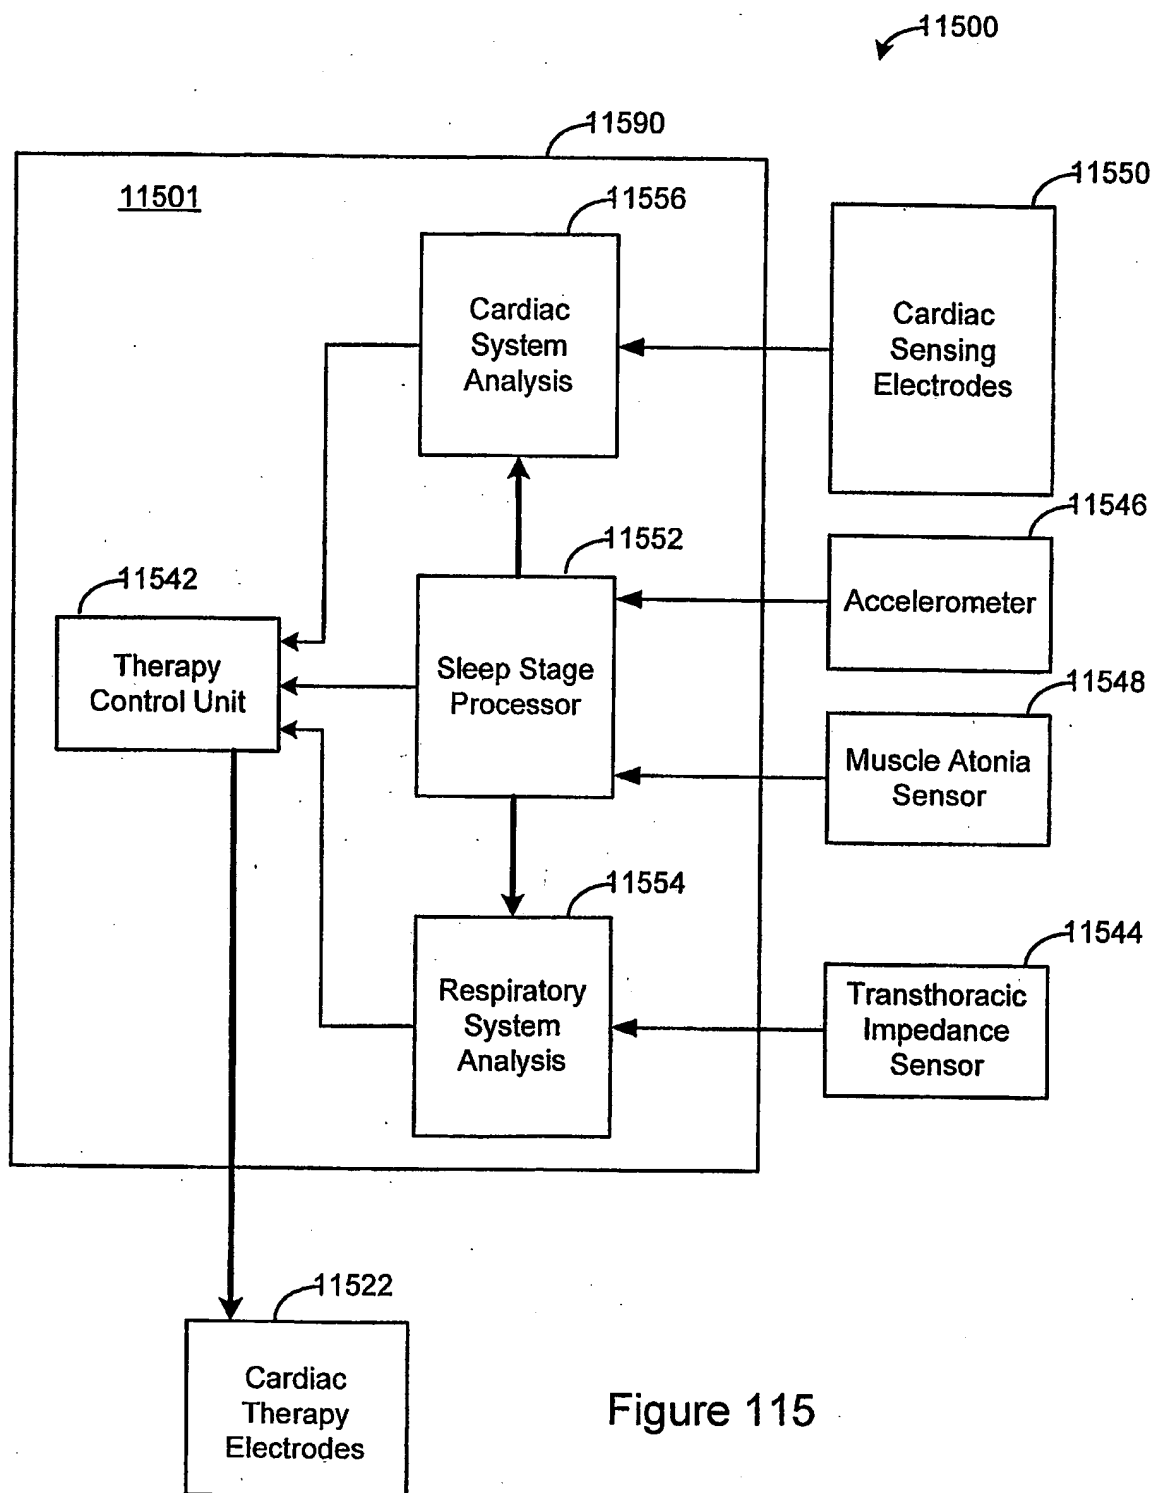 11500
11590
11501
11556
11550
Cardiac
System
Analysis
Cardiac
Sensing
Electrodes
11552
11546
Accelerometer
11542
Therapy
Control Unit
Sleep Stage
Processor
11548
Muscle Atonia
Sensor
11554
11544
Respiratory
System
Analysis
Transthoracic
Impedance
Sensor
11522
Cardiac
Therapy
Electrodes
Figure 115